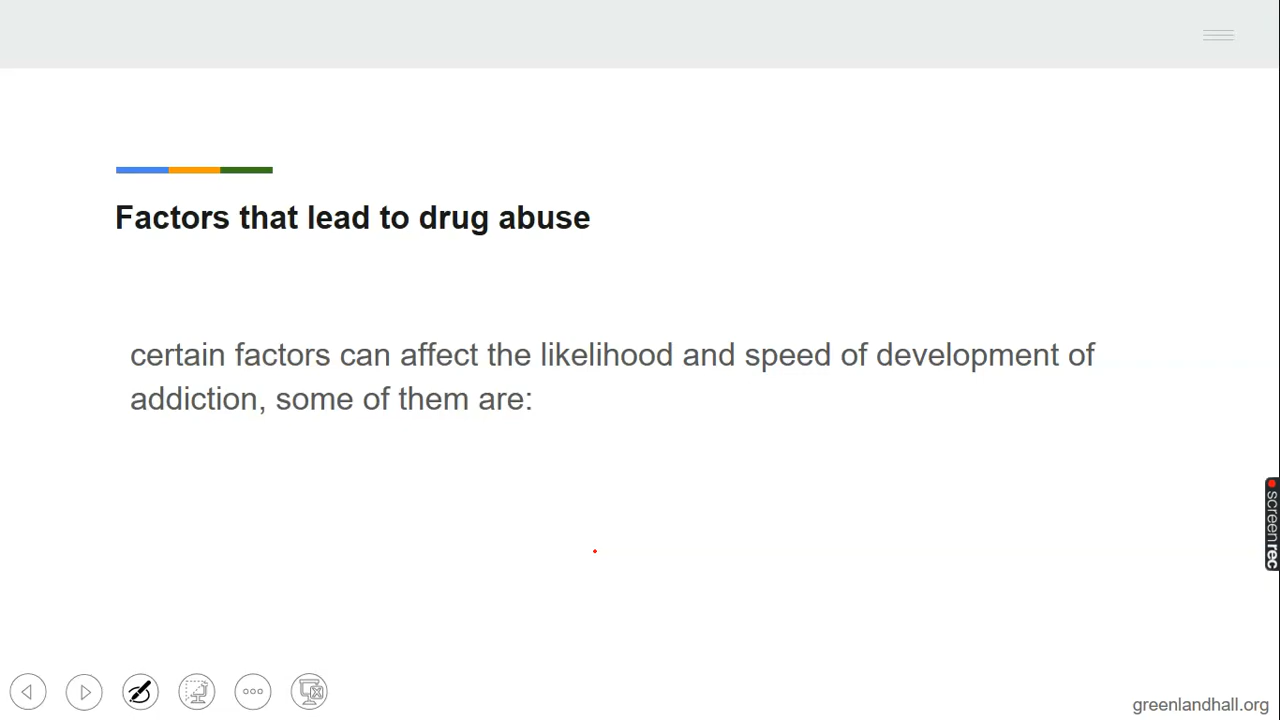 Factors that lead to drug abuse
certain factors can affect the likelihood and speed of development of
addiction, some of them are:
screenrec
greenlandhall.org